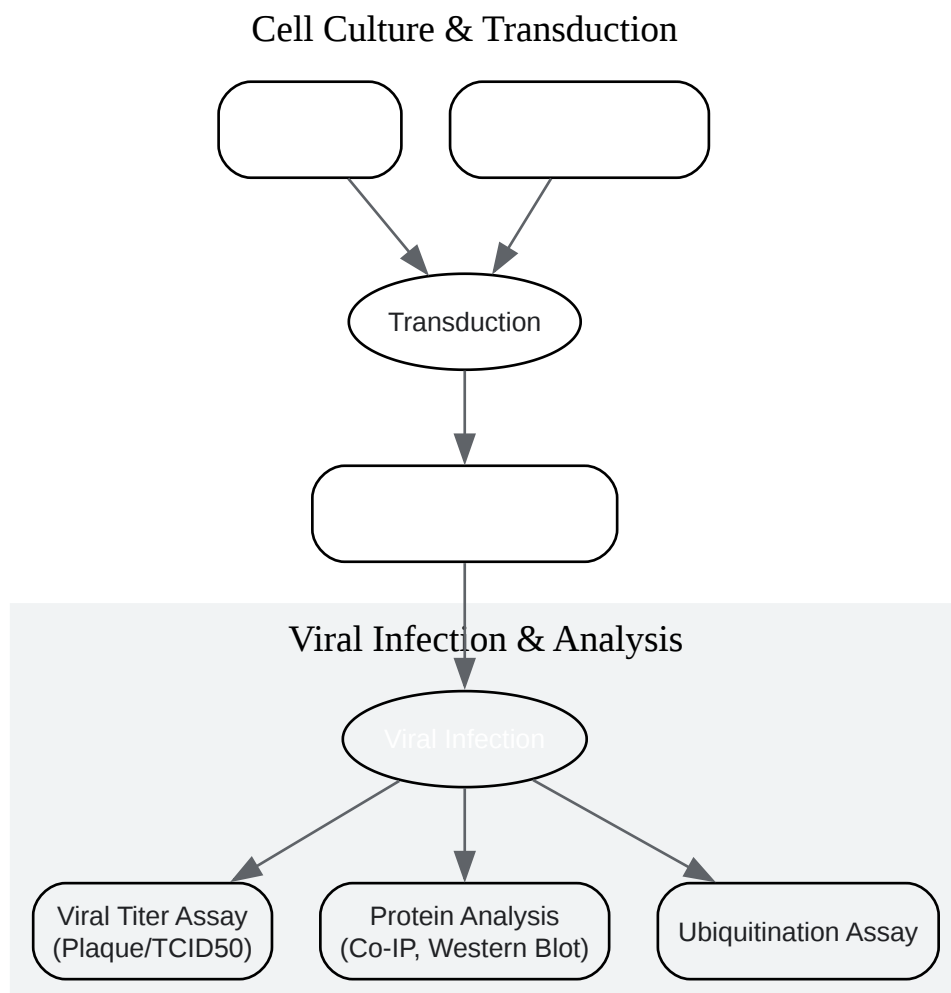 Cell Culture & Transduction
Transduction
Viral Infection & Analysis
Viral Infection
Viral Titer Assay
(Plaque/TCID50)
Protein Analysis
(Co-IP, Western Blot)
Ubiquitination Assay